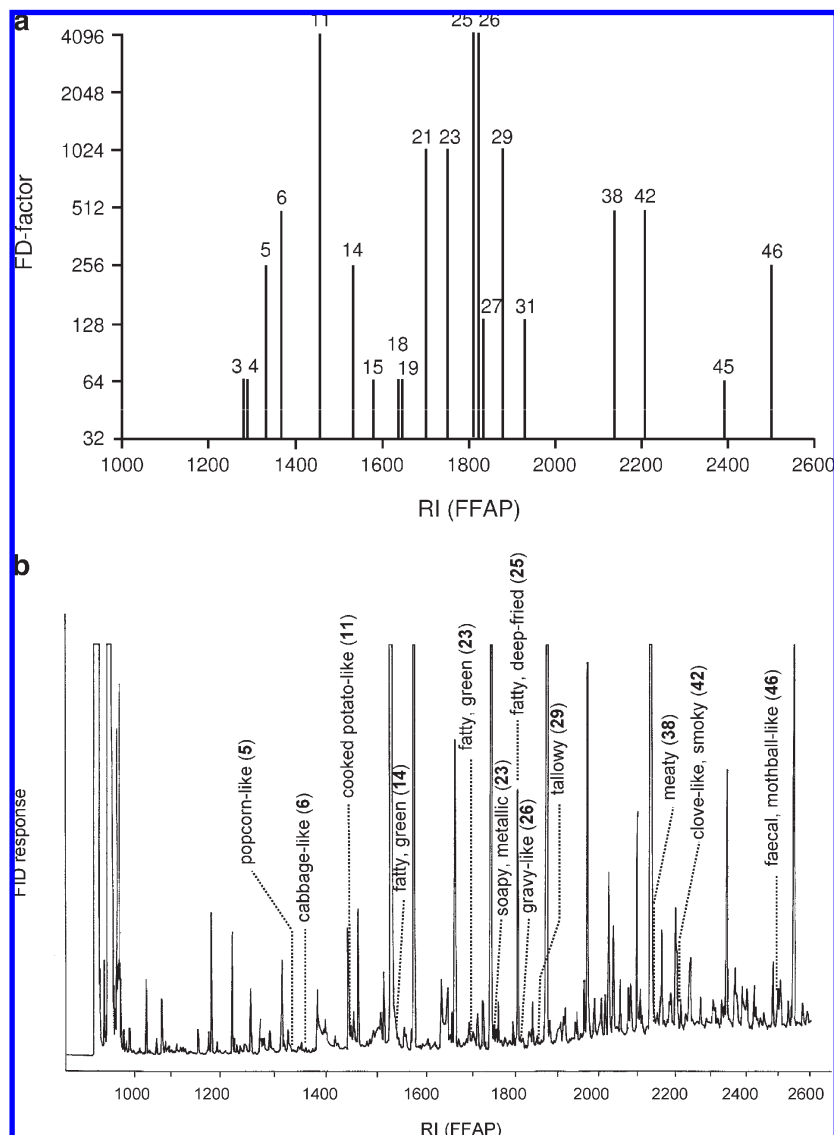 a
4096
2048
1024
512
256
128
64
32
FD-factor
11
25 26
21 23 29
6
38 42
5 14
46
27 31
18
3 4 15 19 45
1000 1200 1400 1600 1800 2000 2200 2400 2600
RI (FFAP)
b
FID response
popcorn-like (5)
cabbage-like (6)
cooked potato-like (11)
fatty, green (14)
fatty, green (23)
soapy, metallic (23)
fatty, deep-fried (25)
gravy-like (26)
tallowy (29)
meaty (38)
clove-like, smoky (42)
faecal, mothball-like (46)
1000 1200 1400 1600 1800 2000 2200 2400 2600
RI (FFAP)